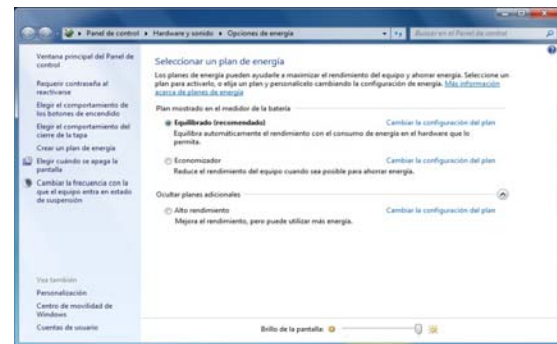 Panel de control ▸ Hardware y sonido ▸ Opciones de energía
Buscar en el Panel de control
Ventana principal del Panel de
control
Requerir contraseña al
reactivarse
Elegir el comportamiento de
los botones de encendido
Elegir el comportamiento del
cierre de la tapa
Crear un plan de energía
Elegir cuándo se apaga la
pantalla
Cambiar la frecuencia con la
que el equipo entra en estado
de suspensión
Vea también
Personalización
Centro de movilidad de
Windows
Cuentas de usuario
Seleccionar un plan de energía
Los planes de energía pueden ayudarle a maximizar el rendimiento del equipo y ahorrar energía. Seleccione un
plan para activarlo, o elija un plan y personalícelo cambiando la configuración de energía. Más información
acerca de planes de energía
Plan mostrado en el medidor de la batería
Equilibrado (recomendado) Cambiar la configuración del plan
Equilibra automáticamente el rendimiento con el consumo de energía en el hardware que lo
permita.
Economizador Cambiar la configuración del plan
Reduce el rendimiento del equipo cuando sea posible para ahorrar energía.
Ocultar planes adicionales
Alto rendimiento Cambiar la configuración del plan
Mejora el rendimiento, pero puede utilizar más energía.
Brillo de la pantalla: